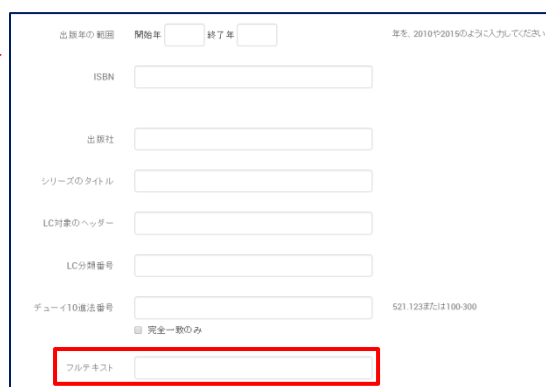 出版年の範囲 開始年 終了年 年を、2010や2015のように入力してください
ISBN
出版社
シリーズのタイトル
LC対象のヘッダー
LC分類番号
デューイ10進法番号 521.123または100-300
完全一致のみ
フルテキスト